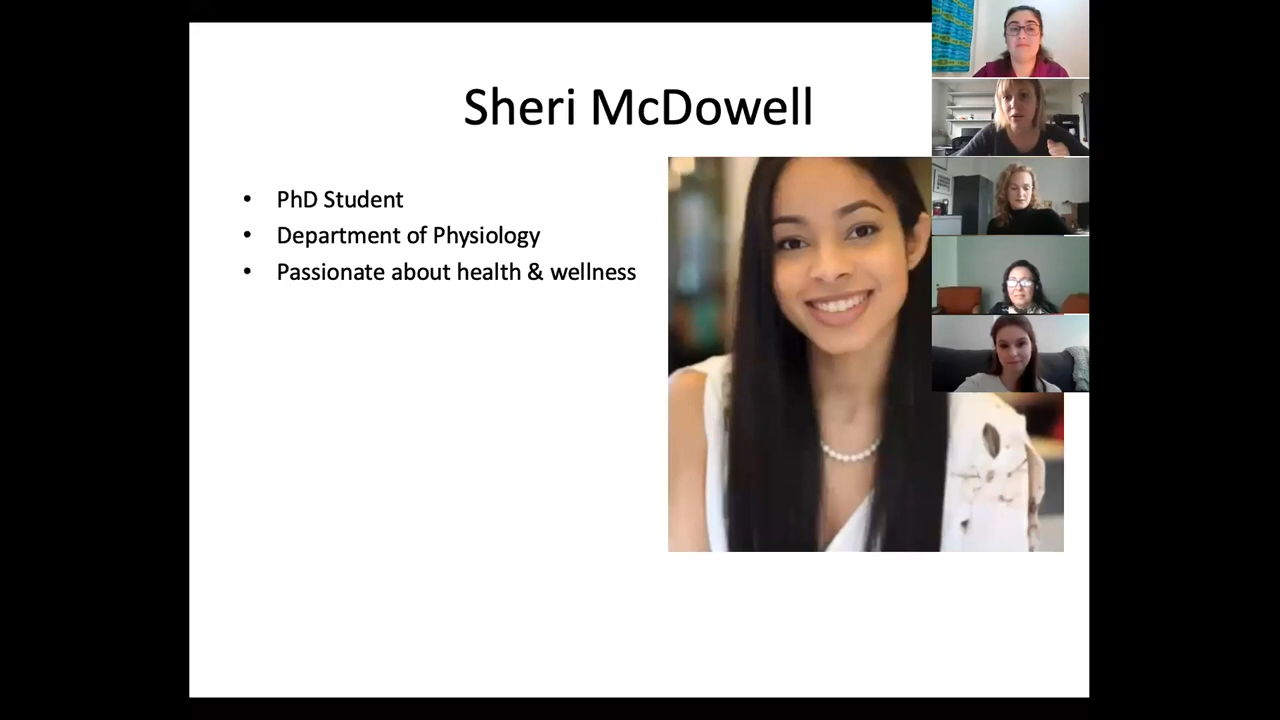 Sheri McDowell
• PhD Student
• Department of Physiology
• Passionate about health & wellness